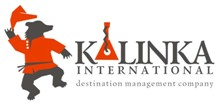 KALINKA
INTERNATIONAL
destination management company